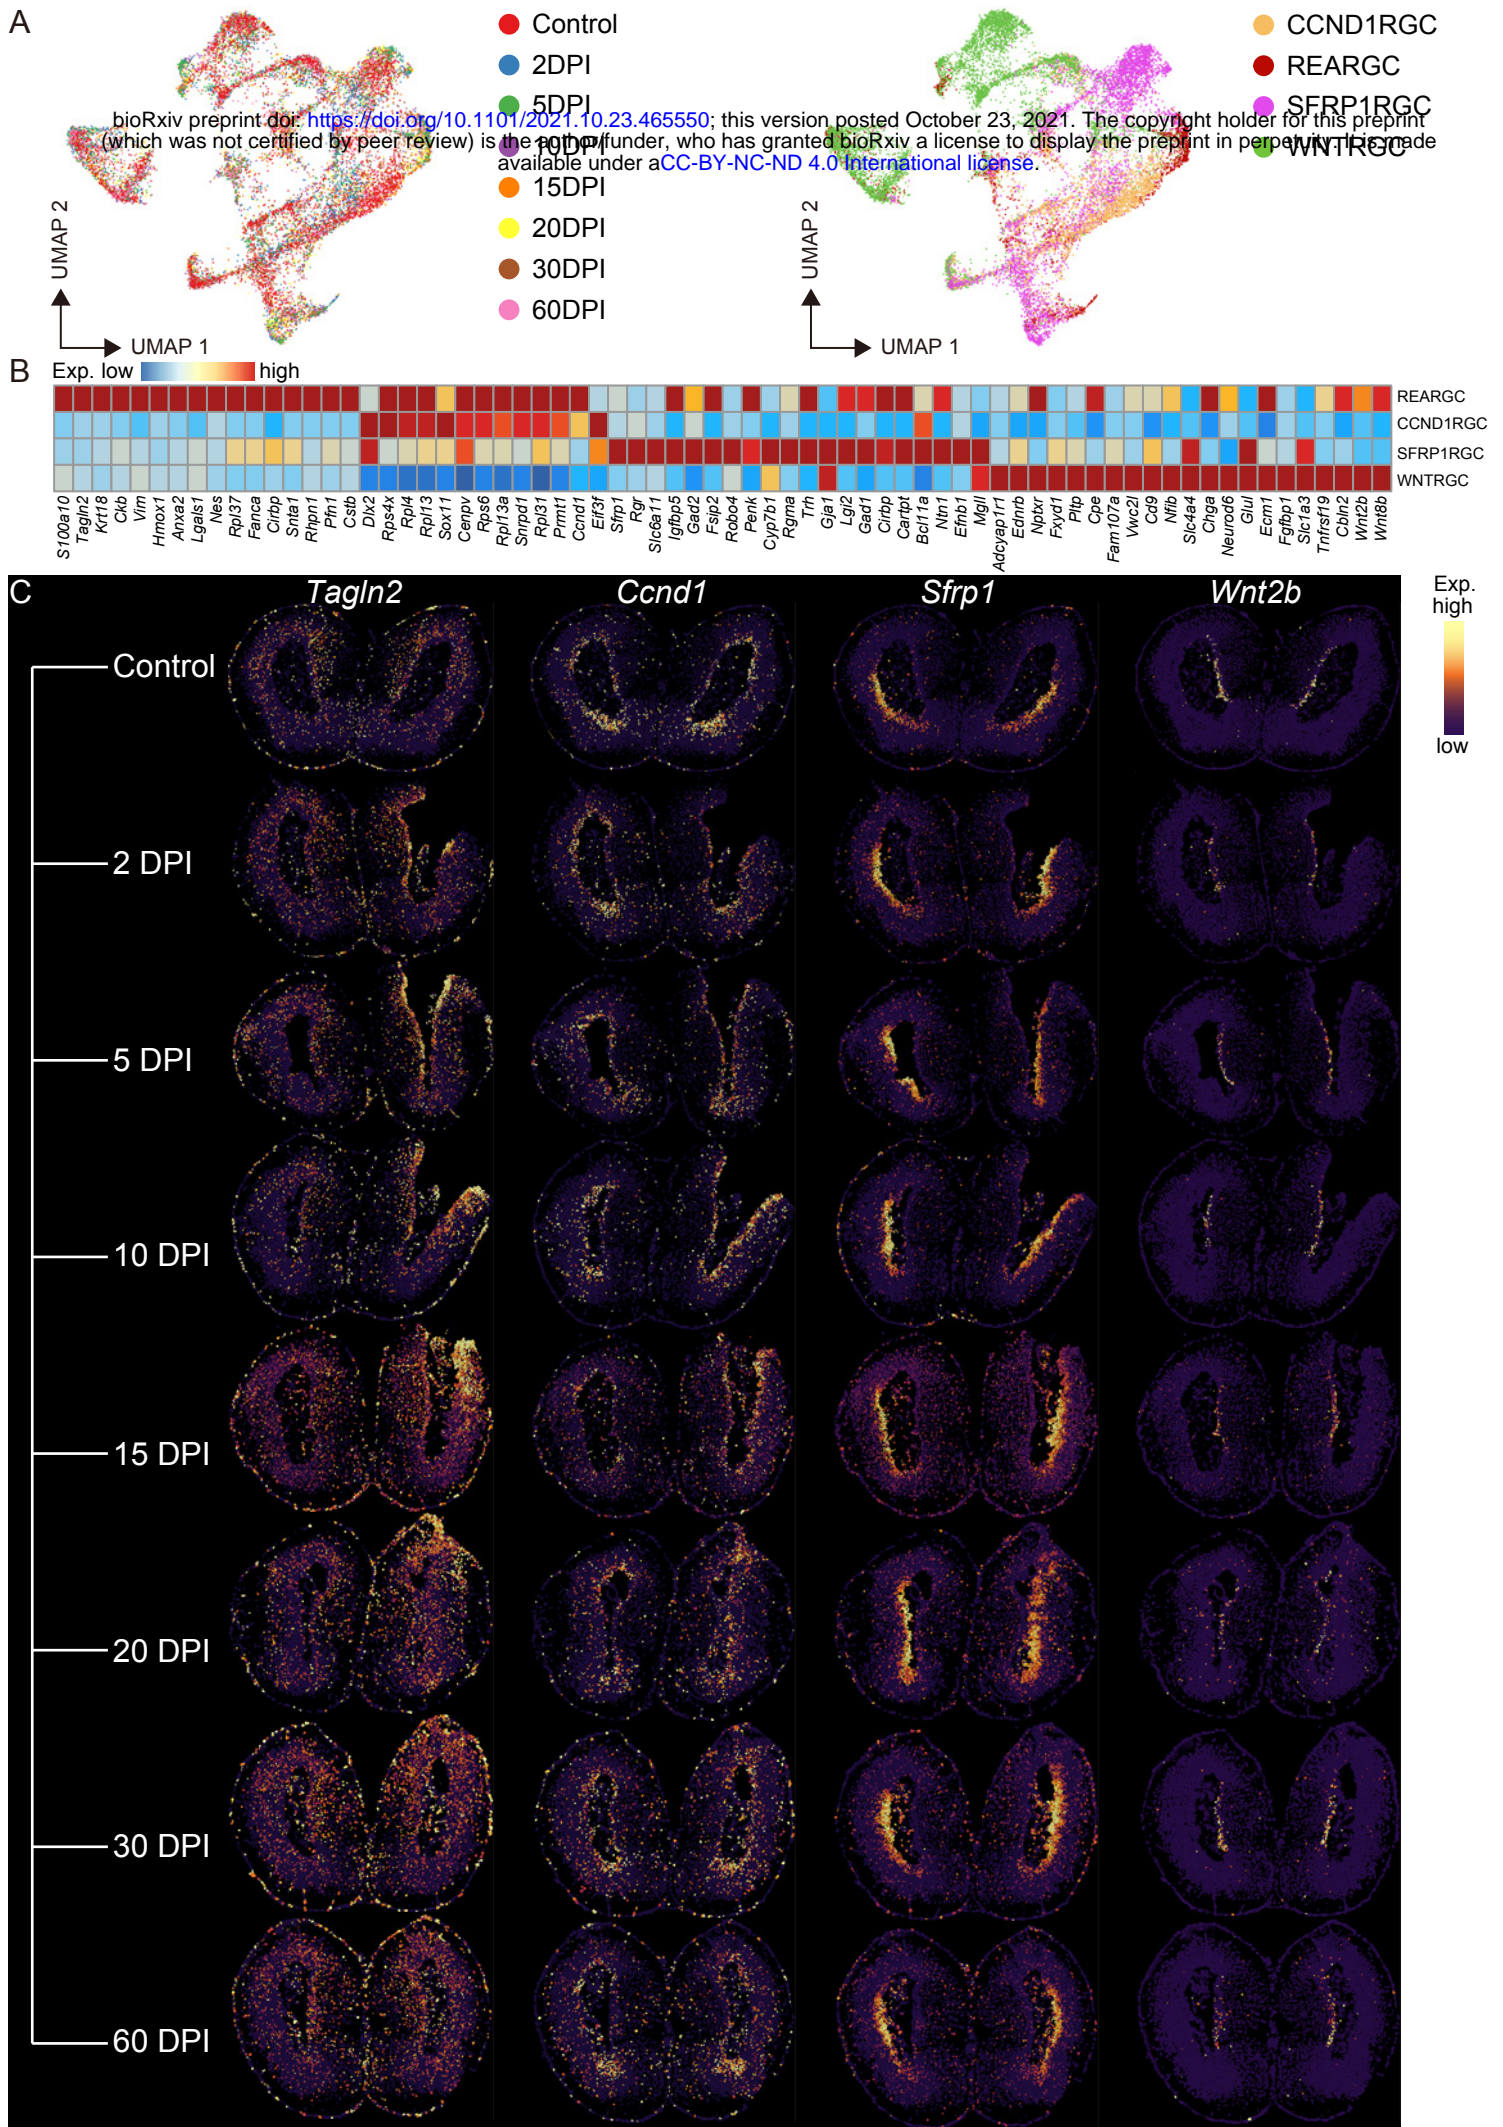 A
Control
2DPI
5DPI
10DPI
15DPI
20DPI
30DPI
60DPI
UMAP 2
UMAP 1
CCND1RGC
REARGC
SFRP1RGC
WNTRGC
UMAP 2
UMAP 1
bioRxiv preprint doi: https://doi.org/10.1101/2021.10.23.465550; this version posted October 23, 2021. The copyright holder for this preprint
(which was not certified by peer review) is the author/funder, who has granted bioRxiv a license to display the preprint in perpetuity. It is made
available under aCC-BY-NC-ND 4.0 International license.
B
Exp. low high
REARGC
CCND1RGC
SFRP1RGC
WNTRGC
S100a10
Tagln2
Krt18
Ckb
Vim
Hmox1
Anxa2
Lgals1
Nes
Rpl37
Fanca
Cirbp
Snta1
Rhpn1
Pfn1
Cstb
Dlx2
Rps4x
Rpl4
Rpl13
Sox11
Cenpv
Rps6
Rpl13a
Snrpd1
Rpl31
Prmt1
Ccnd1
Eif3f
Sfrp1
Rgr
Slc6a11
Igfbp5
Gad2
Fsip2
Robo4
Penk
Cyp7b1
Rgma
Trh
Gja1
Lgi2
Gad1
Cirbp
Cartpt
Bcl11a
Ntn1
Efnb1
Mgll
Adcyap1r1
Ednrb
Nptxr
Fxyd1
Pltp
Cpe
Fam107a
Vwc2l
Cd9
Nfib
Slc4a4
Chga
Neurod6
Glul
Ecm1
Fgfbp1
Slc1a3
Tnfrsf19
Cbln2
Wnt2b
Wnt8b
C
Tagln2 Ccnd1 Sfrp1 Wnt2b
Exp.
high
low
Control
2 DPI
5 DPI
10 DPI
15 DPI
20 DPI
30 DPI
60 DPI